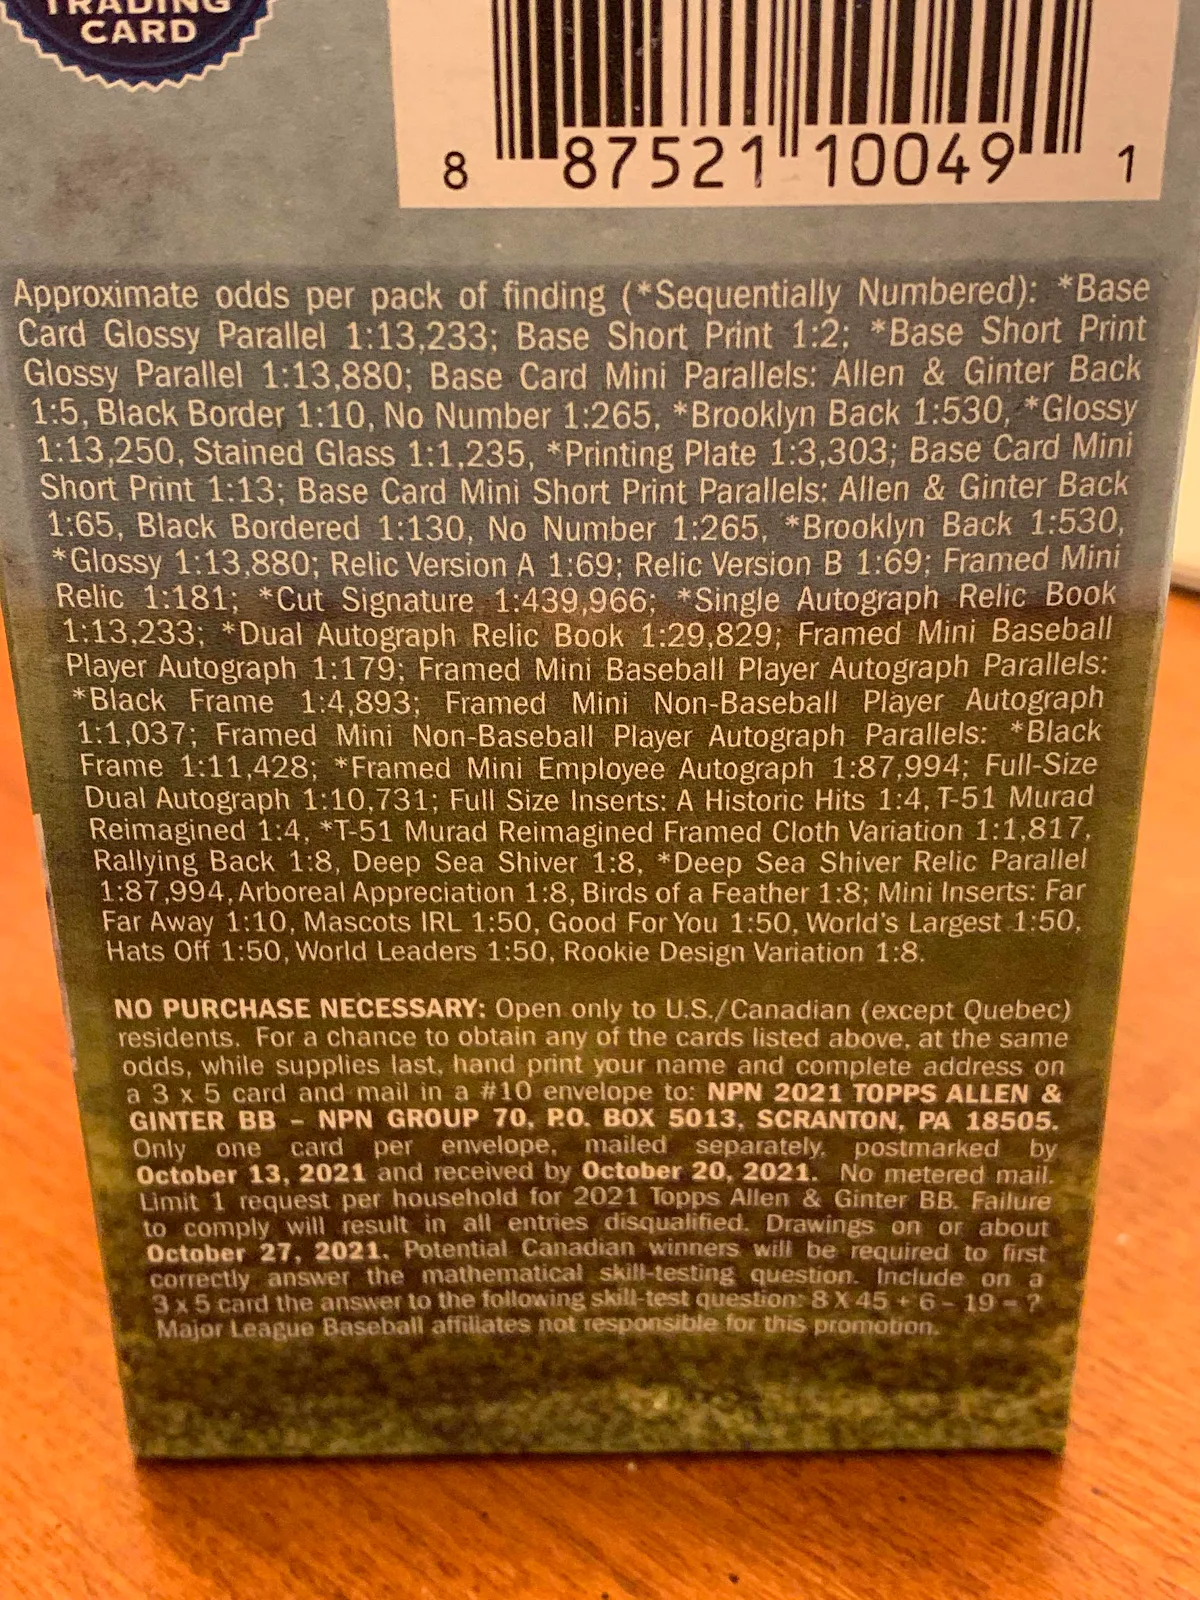 TRADING
CARD
8 87521 10049 1
Approximate odds per pack of finding (*Sequentially Numbered): *Base
Card Glossy Parallel 1:13,233; Base Short Print 1:2; *Base Short Print
Glossy Parallel 1:13,880; Base Card Mini Parallels: Allen & Ginter Back
1:5, Black Border 1:10, No Number 1:265, *Brooklyn Back 1:530, *Glossy
1:13,250, Stained Glass 1:1,235, *Printing Plate 1:3,303; Base Card Mini
Short Print 1:13; Base Card Mini Short Print Parallels: Allen & Ginter Back
1:65, Black Bordered 1:130, No Number 1:265, *Brooklyn Back 1:530,
*Glossy 1:13,880; Relic Version A 1:69; Relic Version B 1:69; Framed Mini
Relic 1:181; *Cut Signature 1:439,966; *Single Autograph Relic Book
1:13,233; *Dual Autograph Relic Book 1:29,829; Framed Mini Baseball
Player Autograph 1:179; Framed Mini Baseball Player Autograph Parallels:
*Black Frame 1:4,893; Framed Mini Non-Baseball Player Autograph
1:1,037; Framed Mini Non-Baseball Player Autograph Parallels: *Black
Frame 1:11,428; *Framed Mini Employee Autograph 1:87,994; Full-Size
Dual Autograph 1:10,731; Full Size Inserts: A Historic Hits 1:4, T-51 Murad
Reimagined 1:4, *T-51 Murad Reimagined Framed Cloth Variation 1:1,817,
Rallying Back 1:8, Deep Sea Shiver 1:8, *Deep Sea Shiver Relic Parallel
1:87,994, Arboreal Appreciation 1:8, Birds of a Feather 1:8; Mini Inserts: Far
Far Away 1:10, Mascots IRL 1:50, Good For You 1:50, World's Largest 1:50,
Hats Off 1:50, World Leaders 1:50, Rookie Design Variation 1:8.
NO PURCHASE NECESSARY: Open only to U.S./Canadian (except Quebec)
residents. For a chance to obtain any of the cards listed above, at the same
odds, while supplies last, hand print your name and complete address on
a 3 x 5 card and mail in a #10 envelope to: NPN 2021 TOPPS ALLEN &
GINTER BB – NPN GROUP 70, P.O. BOX 5013, SCRANTON, PA 18505.
Only one card per envelope, mailed separately, postmarked by
October 13, 2021 and received by October 20, 2021. No metered mail.
Limit 1 request per household for 2021 Topps Allen & Ginter BB. Failure
to comply will result in all entries disqualified. Drawings on or about
October 27, 2021. Potential Canadian winners will be required to first
correctly answer the mathematical skill-testing question. Include on a
3 x 5 card the answer to the following skill-test question: 8 X 45 + 6 – 19 = ?
Major League Baseball affiliates not responsible for this promotion.